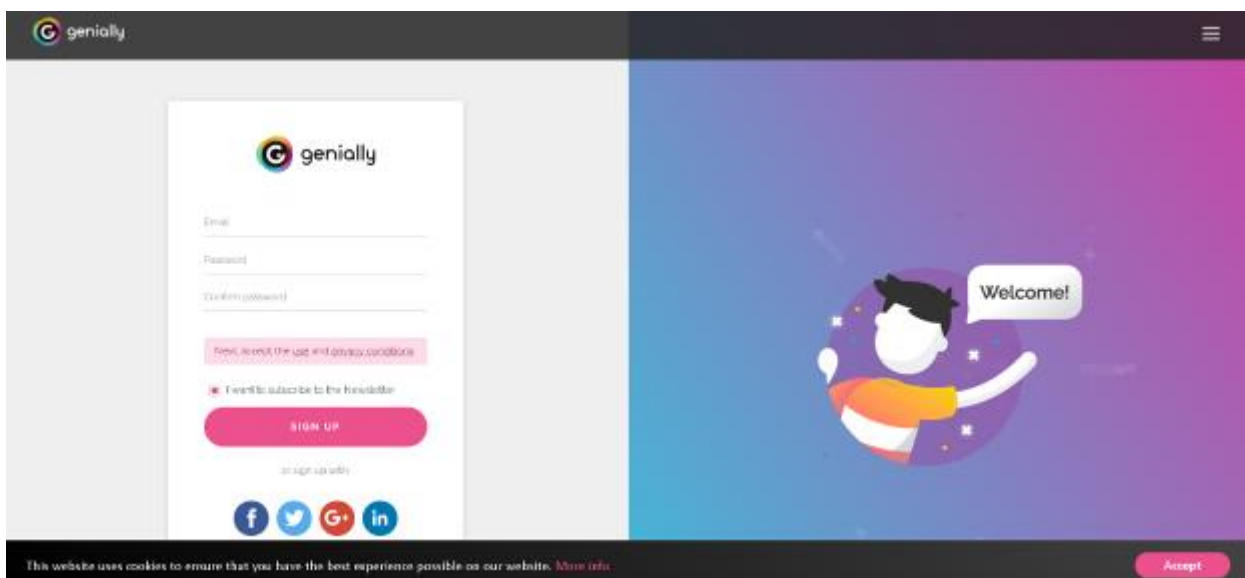 genially
genially
Email
Password
Confirm password
Next, accept the use and privacy conditions
I want to subscribe to the Newsletter
SIGN UP
or sign up with
f
G+
in
Welcome!
This website uses cookies to ensure that you have the best experience possible on our website. More info
Accept